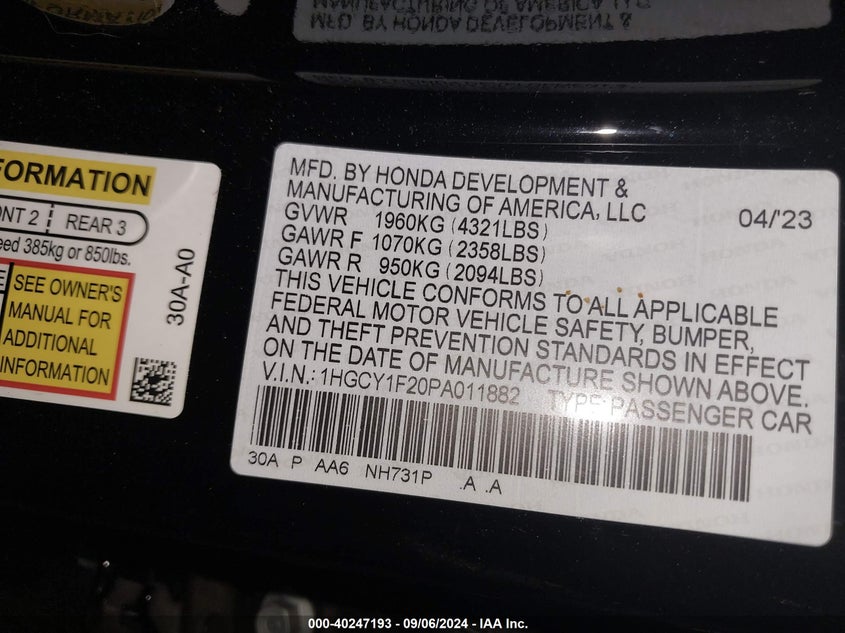 FORMATION
NT 2 REAR 3
eed 385kg or 850lbs.
SEE OWNER'S
MANUAL FOR
ADDITIONAL
INFORMATION
30A-A0
MFD. BY HONDA DEVELOPMENT &
MANUFACTURING OF AMERICA, LLC
04/'23
GVWR 1960KG (4321LBS)
GAWR F 1070KG (2358LBS)
GAWR R 950KG (2094LBS)
THIS VEHICLE CONFORMS TO ALL APPLICABLE
FEDERAL MOTOR VEHICLE SAFETY, BUMPER,
AND THEFT PREVENTION STANDARDS IN EFFECT
ON THE DATE OF MANUFACTURE SHOWN ABOVE.
V.I.N.: 1HGCY1F20PA011882 TYPE: PASSENGER CAR
30A P AA6 NH731P .A .A
000-40247193 - 09/06/2024 - IAA Inc.